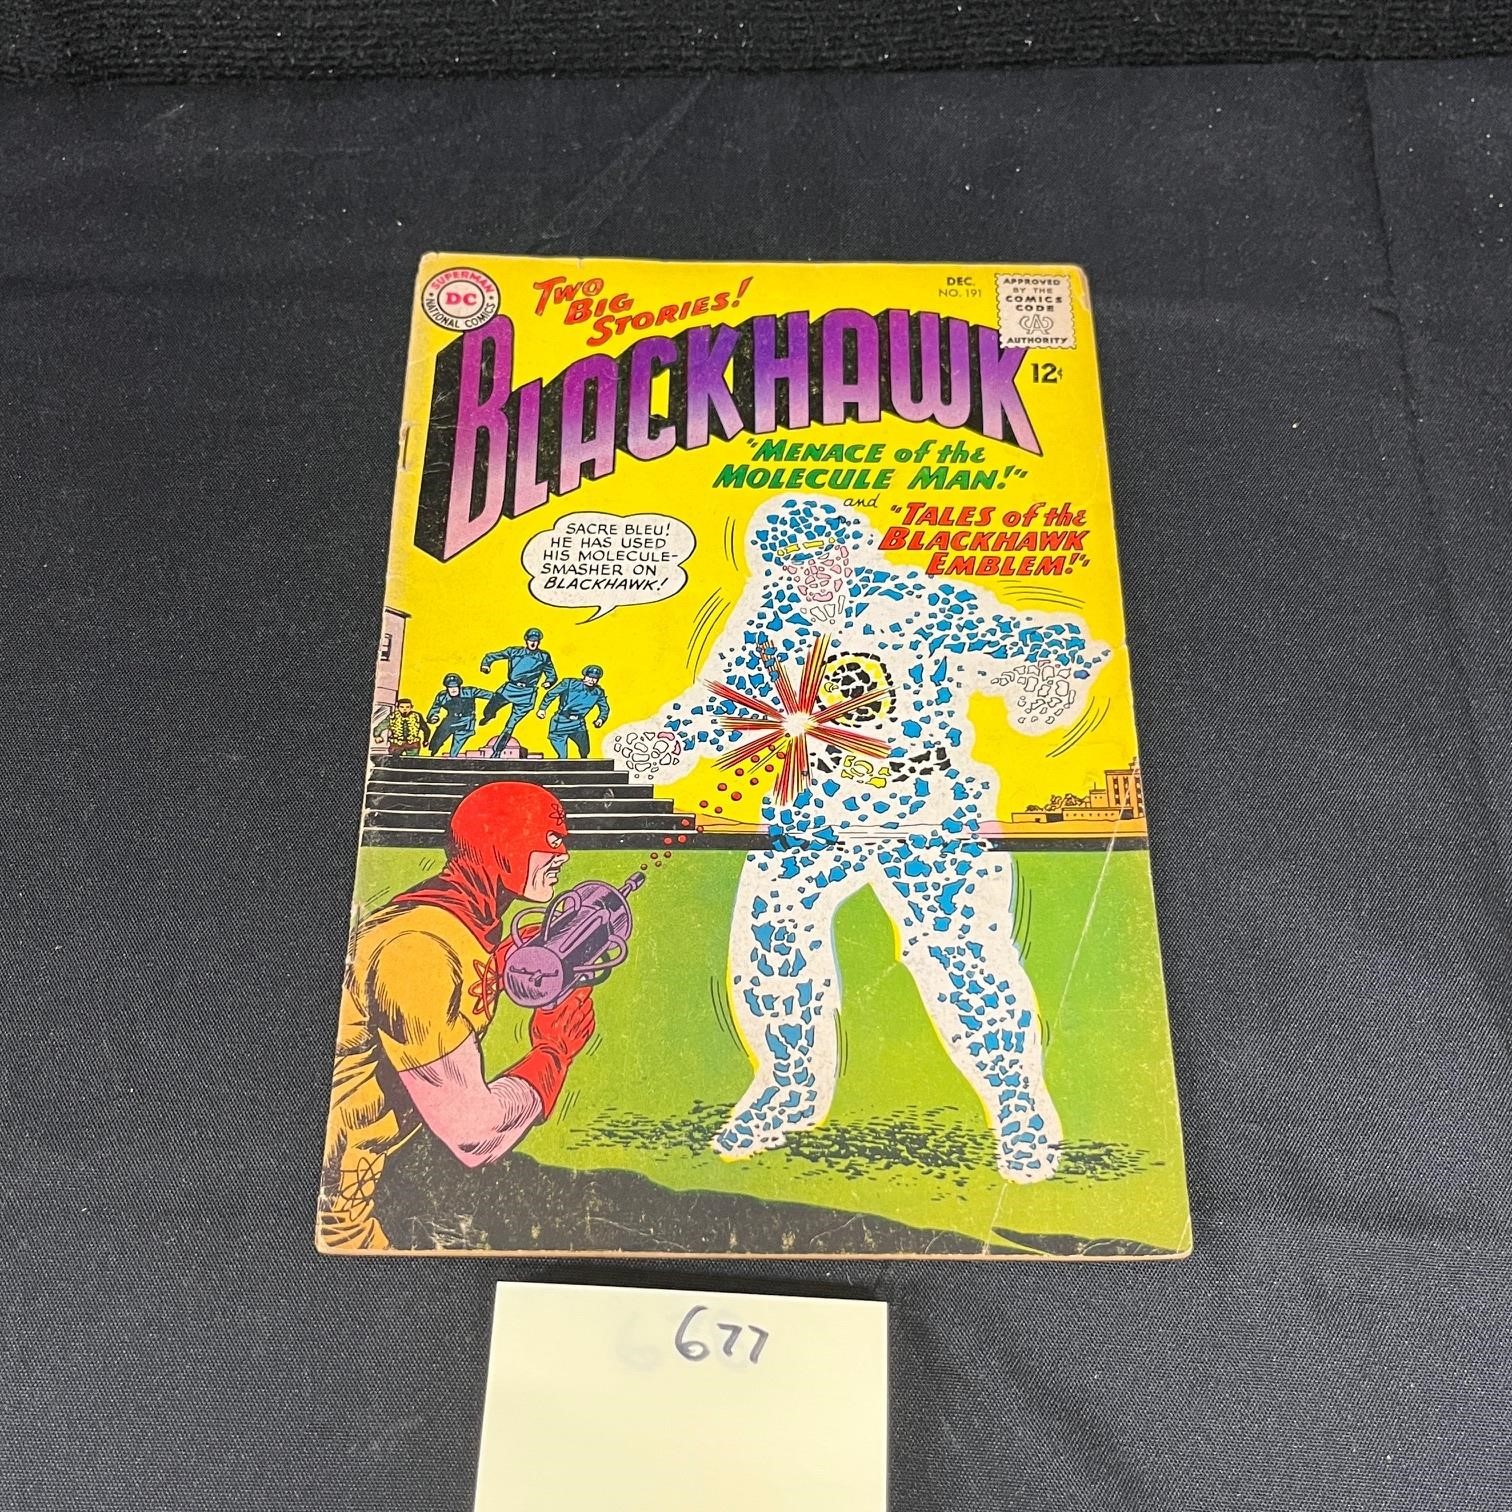 SUPERMAN
DC
NATIONAL COMICS
TWO
BIG
STORIES!
DEC.
NO. 191
APPROVED
BY THE
COMICS
CODE
CA
AUTHORITY
12¢
BLACKHAWK
"MENACE of the
MOLECULE MAN!"
and
"TALES of the
BLACKHAWK
EMBLEM!"
SACRE BLEU!
HE HAS USED
HIS MOLECULE-
SMASHER ON
BLACKHAWK!
677